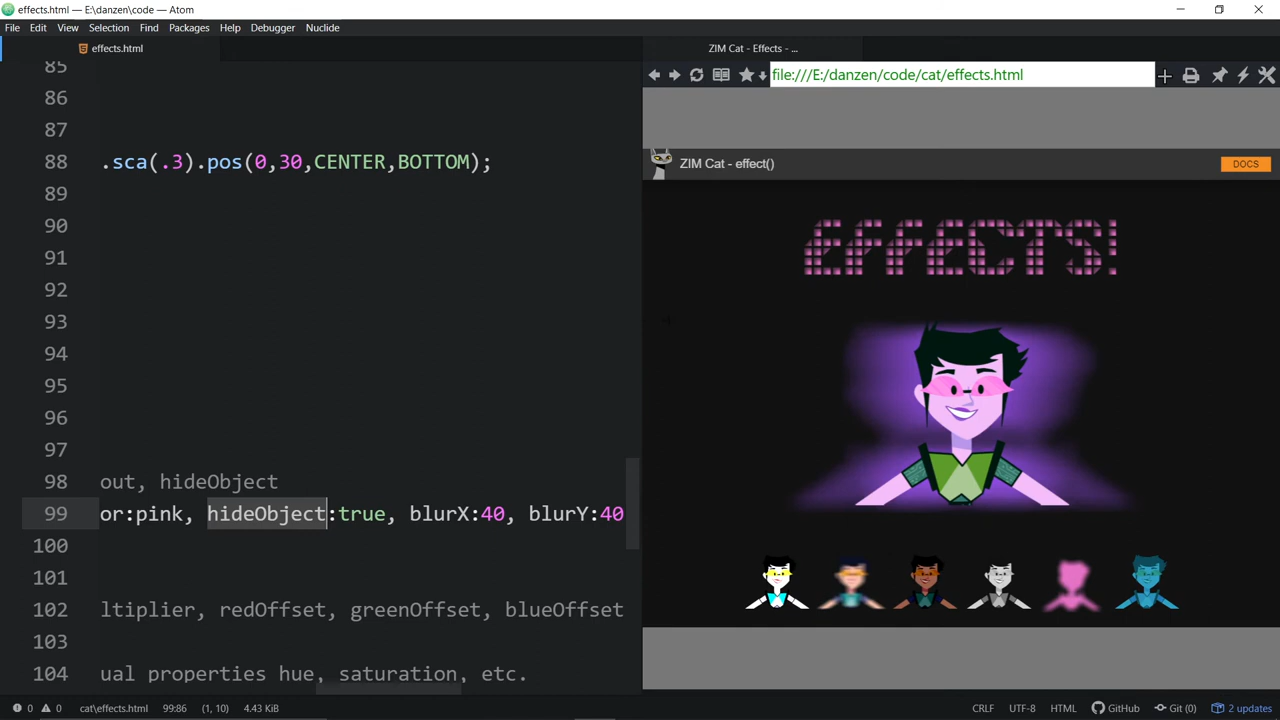 effects.html — E:\danzen\code — Atom
File Edit View Selection Find Packages Help Debugger Nuclide
effects.html
ZIM Cat - Effects - ...
file:///E:/danzen/code/cat/effects.html
ZIM Cat - effect()
DOCS
EFFECTS!
85
86
87
88 .sca(.3).pos(0,30,CENTER,BOTTOM);
89
90
91
92
93
94
95
96
97
98 out, hideObject
99 or:pink, hideObject:true, blurX:40, blurY:40
100
101
102 ltiplier, redOffset, greenOffset, blueOffset
103
104 ual properties hue, saturation, etc.
0 0 cat\effects.html 99:86 (1, 10) 4.43 KiB CRLF UTF-8 HTML GitHub Git (0) 2 updates